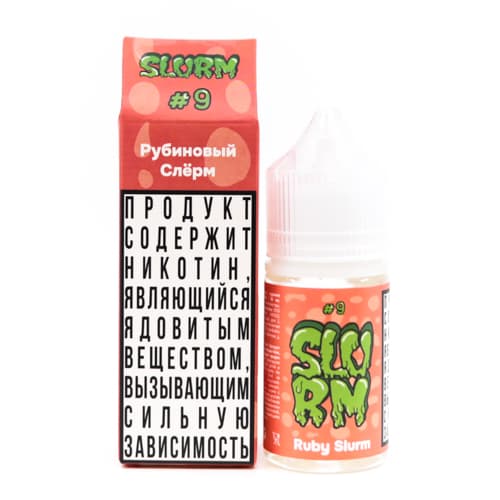 SLURM
#9
Рубиновый
Слёрм
ПРОДУКТ
СОДЕРЖИТ
НИКОТИН,
ЯВЛЯЮЩИЙСЯ
ЯДОВИТЫМ
ВЕЩЕСТВОМ,
ВЫЗЫВАЮЩИМ
СИЛЬНУЮ
ЗАВИСИМОСТЬ
#9
SLU
RM
Ruby Slurm